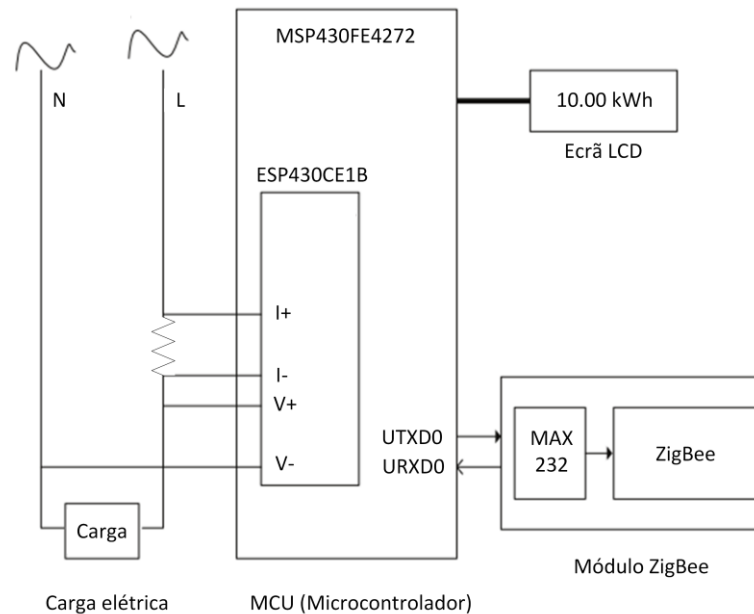 MSP430FE4272
N
L
10.00 kWh
Ecrã LCD
ESP430CE1B
I+
I-
V+
V-
UTXD0
URXD0
MAX
232
ZigBee
Carga
Módulo ZigBee
Carga elétrica
MCU (Microcontrolador)